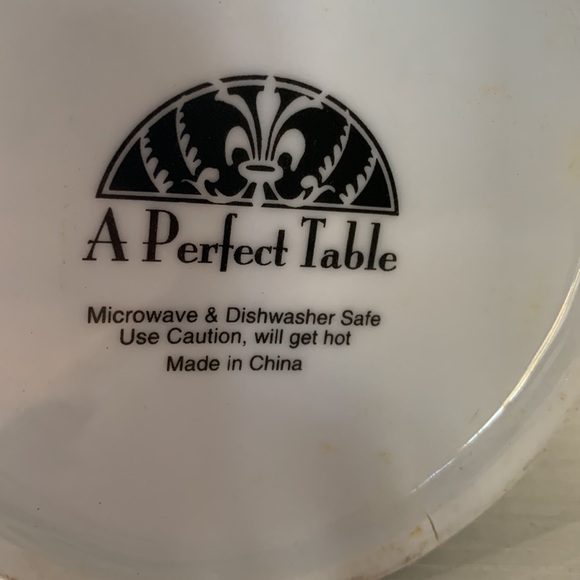 A Perfect Table
Microwave & Dishwasher Safe
Use Caution, will get hot
Made in China